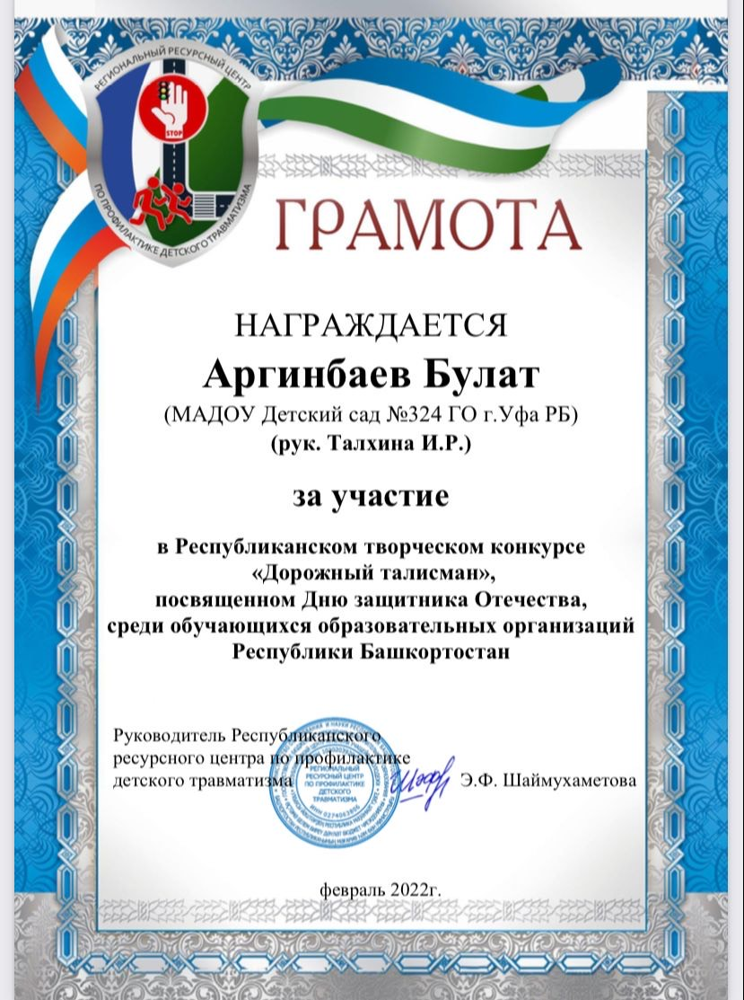 РЕГИОНАЛЬНЫЙ РЕСУРСНЫЙ ЦЕНТР
STOP
ПО ПРОФИЛАКТИКЕ ДЕТСКОГО ТРАВМАТИЗМА
ГРАМОТА
НАГРАЖДАЕТСЯ
Аргинбаев Булат
(МАДОУ Детский сад №324 ГО г.Уфа РБ)
(рук. Талхина И.Р.)
за участие
в Республиканском творческом конкурсе
«Дорожный талисман»,
посвященном Дню защитника Отечества,
среди обучающихся образовательных организаций
Республики Башкортостан
Руководитель Республиканского
ресурсного центра по профилактике
детского травматизма
Э.Ф. Шаймухаметова
РЕГИОНАЛЬНЫЙ
РЕСУРСНЫЙ ЦЕНТР
ПО ПРОФИЛАКТИКЕ
ДЕТСКОГО
ТРАВМАТИЗМА
ИНН 0274063806
февраль 2022г.